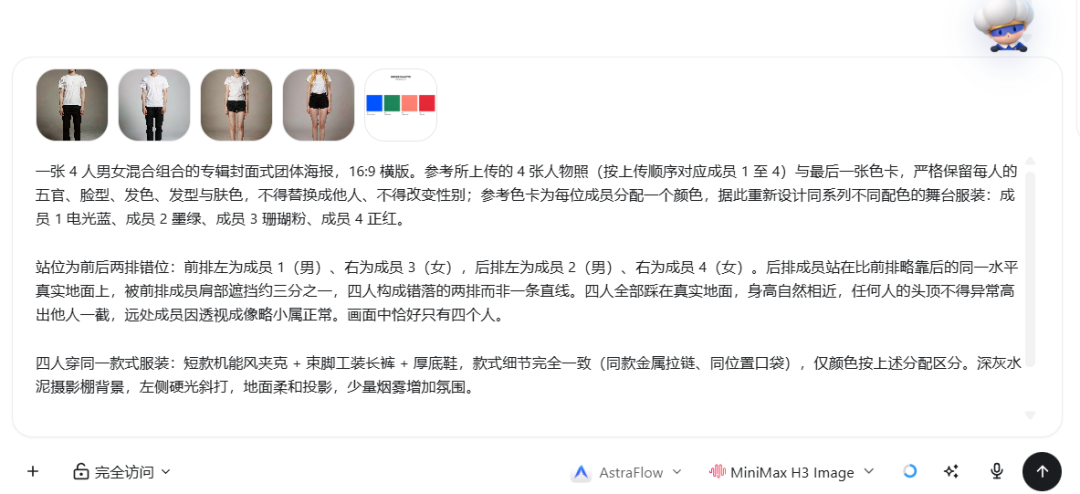 一张 4 人男女混合组合的专辑封面式团体海报，16:9 横版。参考所上传的 4 张人物照（按上传顺序对应成员 1 至 4）与最后一张色卡，严格保留每人的
五官、脸型、发色、发型与肤色，不得替换成他人、不得改变性别；参考色卡为每位成员分配一个颜色，据此重新设计同系列不同配色的舞台服装：成
员 1 电光蓝、成员 2 墨绿、成员 3 珊瑚粉、成员 4 正红。
站位为前后两排错位：前排左为成员 1（男）、右为成员 3（女），后排左为成员 2（男）、右为成员 4（女）。后排成员站在比前排略靠后的同一水平
真实地面上，被前排成员肩部遮挡约三分之一，四人构成错落的两排而非一条直线。四人全部踩在真实地面，身高自然相近，任何人的头顶不得异常高
出他人一截，远处成员因透视成像略小属正常。画面中恰好只有四个人。
四人穿同一款式服装：短款机能风夹克 + 束脚工装长裤 + 厚底鞋，款式细节完全一致（同款金属拉链、同位置口袋），仅颜色按上述分配区分。深灰水
泥摄影棚背景，左侧硬光斜打，地面柔和投影，少量烟雾增加氛围。
完全访问
AstraFlow
MiniMax H3 Image